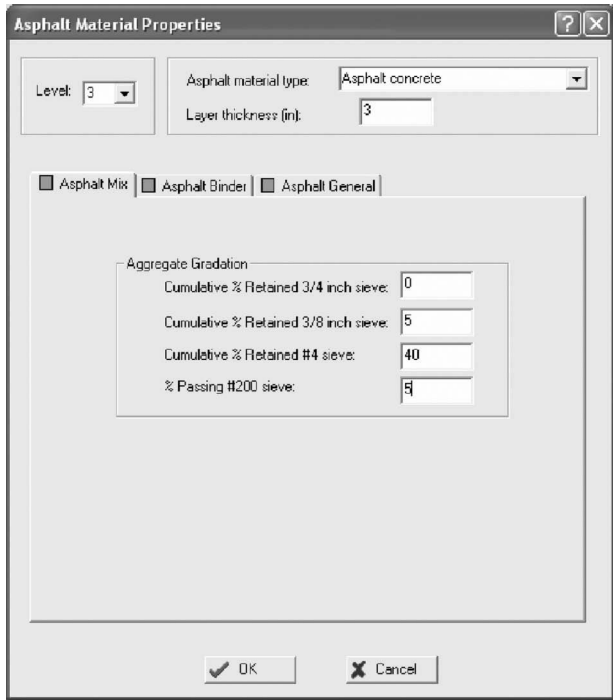 Asphalt Material Properties
Level: 3
Asphalt material type: Asphalt concrete
Layer thickness (in): 3
Asphalt Mix Asphalt Binder Asphalt General
Aggregate Gradation
Cumulative % Retained 3/4 inch sieve: 0
Cumulative % Retained 3/8 inch sieve: 5
Cumulative % Retained #4 sieve: 40
% Passing #200 sieve: 5
OK Cancel